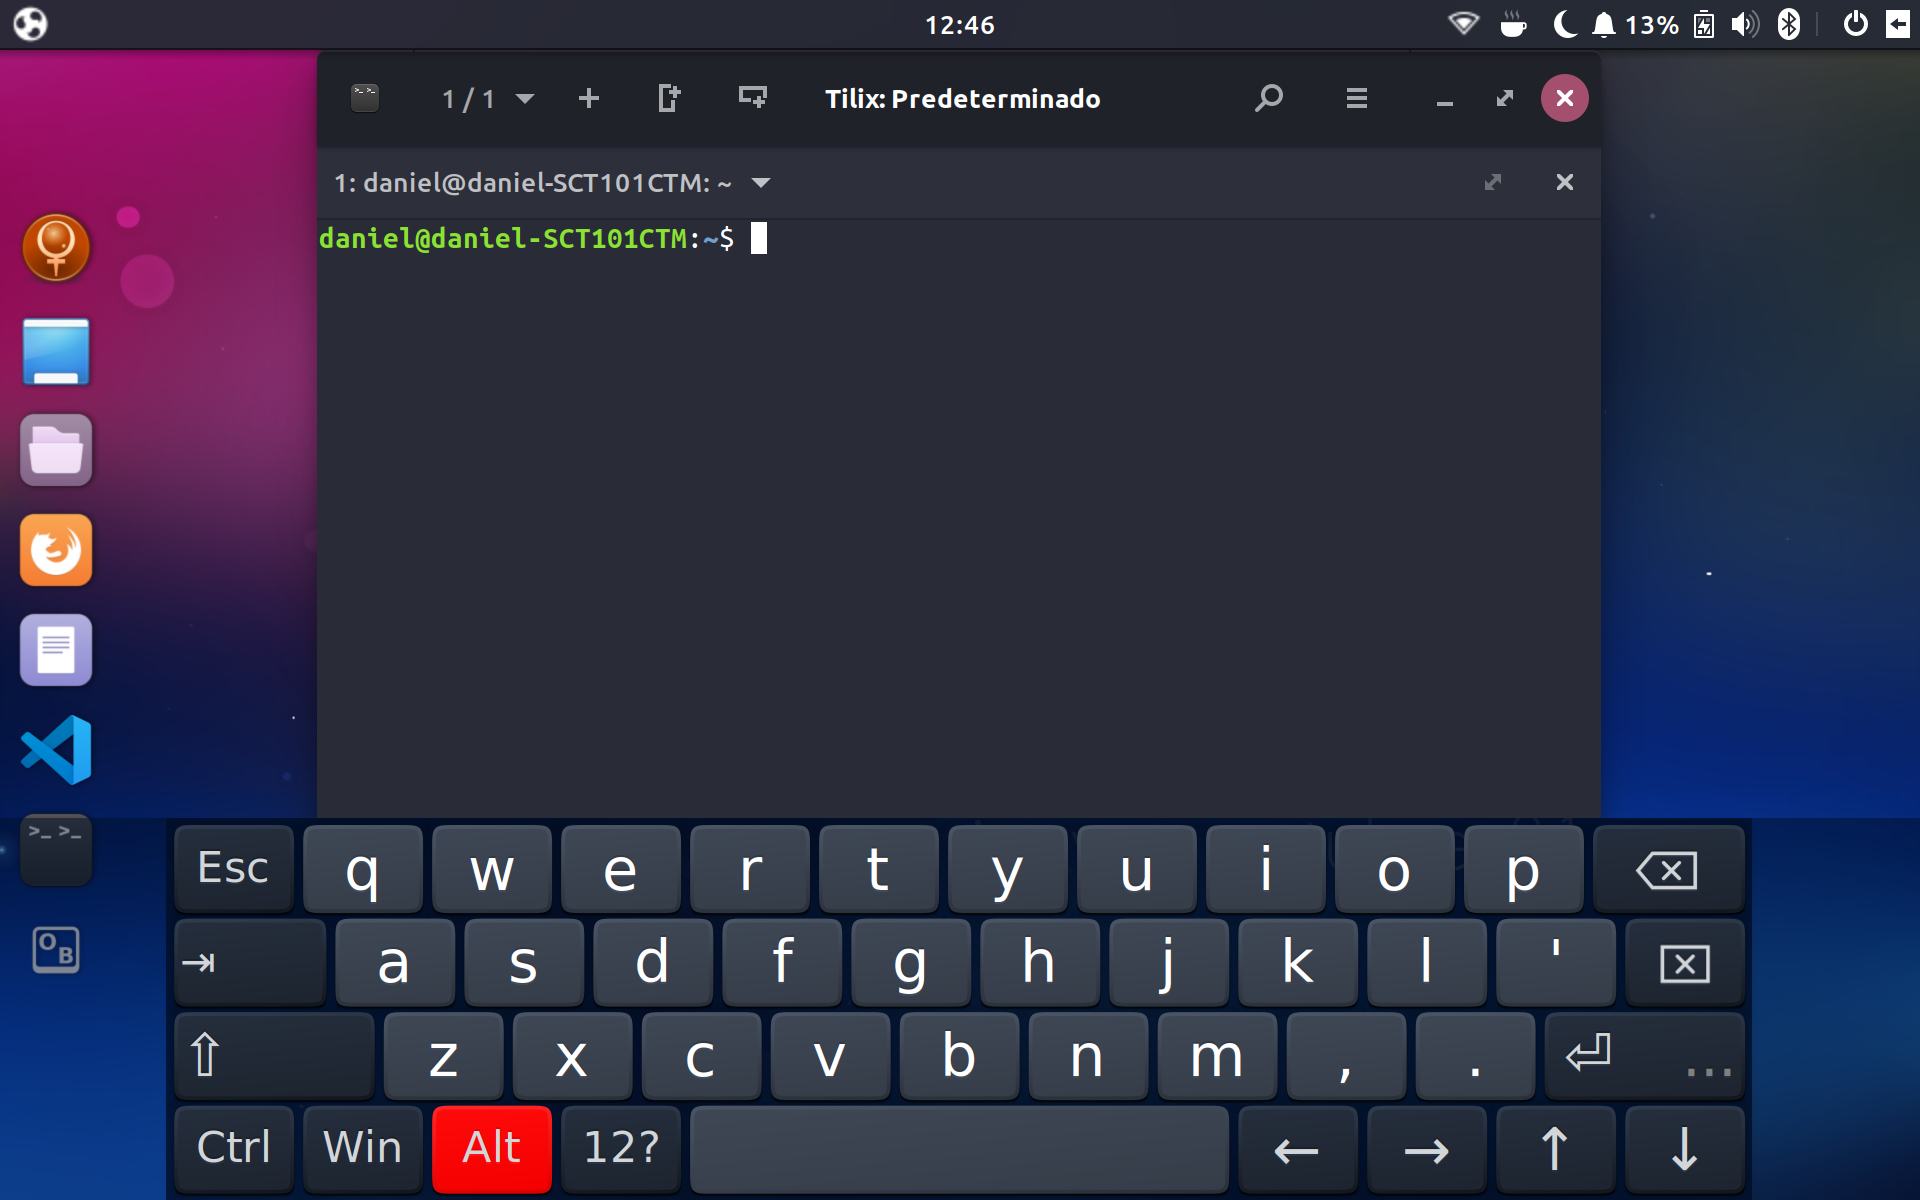 12:46
13%
1 / 1
Tilix: Predeterminado
1: daniel@daniel-SCT101CTM: ~
daniel@daniel-SCT101CTM:~$
>_ >_
O B
Esc q w e r t y u i o p
a s d f g h j k l '
z x c v b n m , . ...
Ctrl Win Alt 12? ← → ↑ ↓